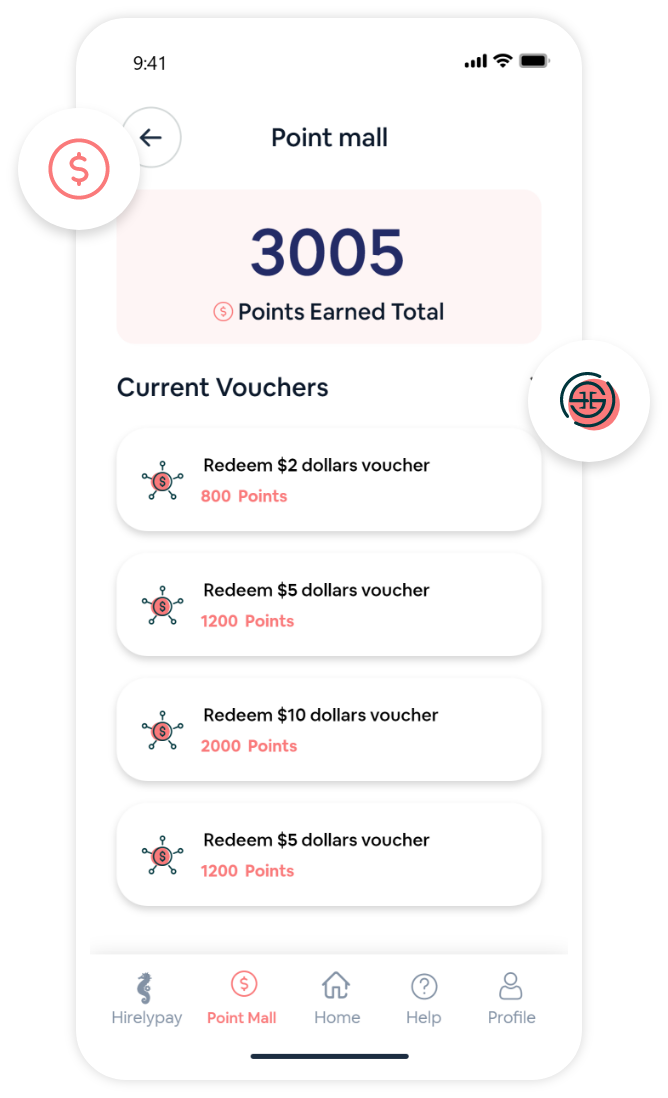 9:41
Point mall
3005
Points Earned Total
Current Vouchers
Redeem $2 dollars voucher
800 Points
Redeem $5 dollars voucher
1200 Points
Redeem $10 dollars voucher
2000 Points
Redeem $5 dollars voucher
1200 Points
Hirelypay
Point Mall
Home
Help
Profile